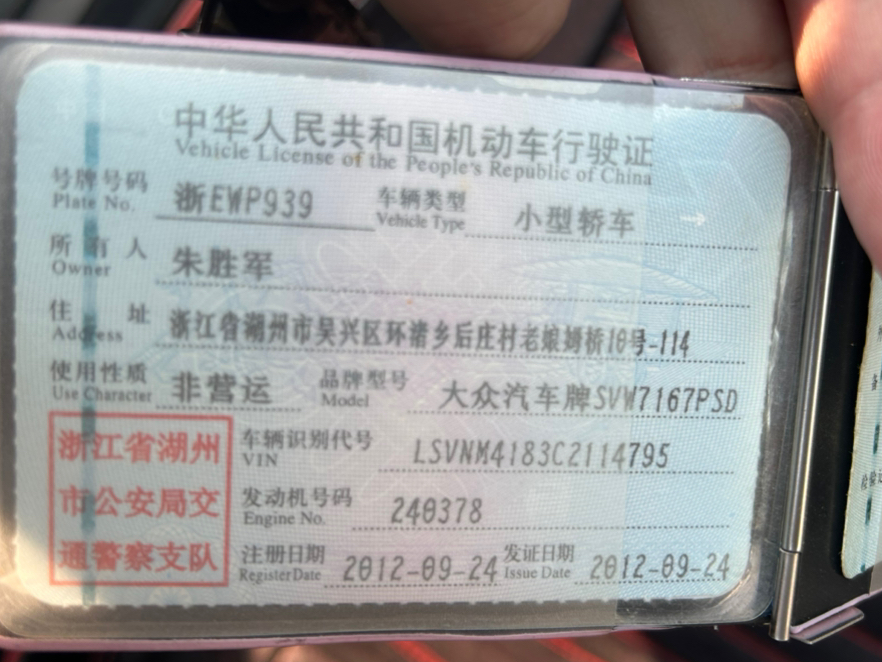 中华人民共和国机动车行驶证
Vehicle License of the People's Republic of China
号牌号码 浙EWP939 车辆类型 小型轿车
Plate No. Vehicle Type
所有人 朱胜军
Owner
住址 浙江省湖州市吴兴区环渚乡后庄村老娘姆桥10号-114
Address
使用性质 非营运 品牌型号 大众汽车牌SVW7167PSD
Use Character Model
浙江省湖州
市公安局交
通警察支队
车辆识别代号 LSVNM4183C2114795
VIN
发动机号码 240378
Engine No.
注册日期 2012-09-24 发证日期 2012-09-24
Register Date Issue Date